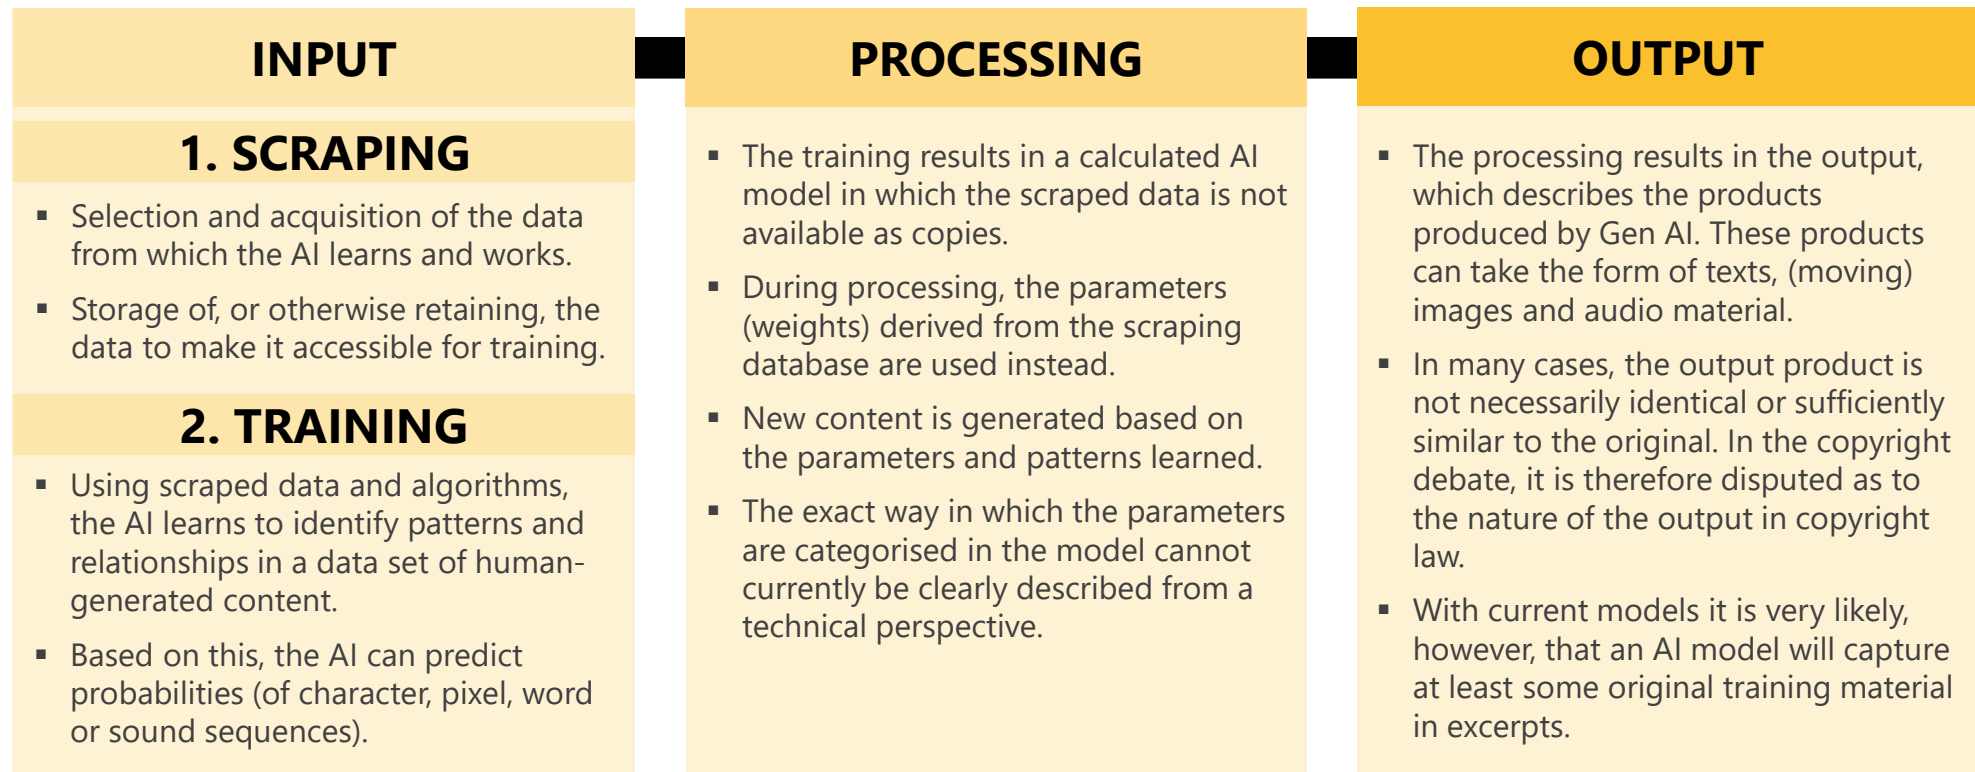 INPUT
1. SCRAPING
▪ Selection and acquisition of the data
from which the AI learns and works.
▪ Storage of, or otherwise retaining, the
data to make it accessible for training.
2. TRAINING
▪ Using scraped data and algorithms,
the AI learns to identify patterns and
relationships in a data set of human-
generated content.
▪ Based on this, the AI can predict
probabilities (of character, pixel, word
or sound sequences).
PROCESSING
▪ The training results in a calculated AI
model in which the scraped data is not
available as copies.
▪ During processing, the parameters
(weights) derived from the scraping
database are used instead.
▪ New content is generated based on
the parameters and patterns learned.
▪ The exact way in which the parameters
are categorised in the model cannot
currently be clearly described from a
technical perspective.
OUTPUT
▪ The processing results in the output,
which describes the products
produced by Gen AI. These products
can take the form of texts, (moving)
images and audio material.
▪ In many cases, the output product is
not necessarily identical or sufficiently
similar to the original. In the copyright
debate, it is therefore disputed as to
the nature of the output in copyright
law.
▪ With current models it is very likely,
however, that an AI model will capture
at least some original training material
in excerpts.